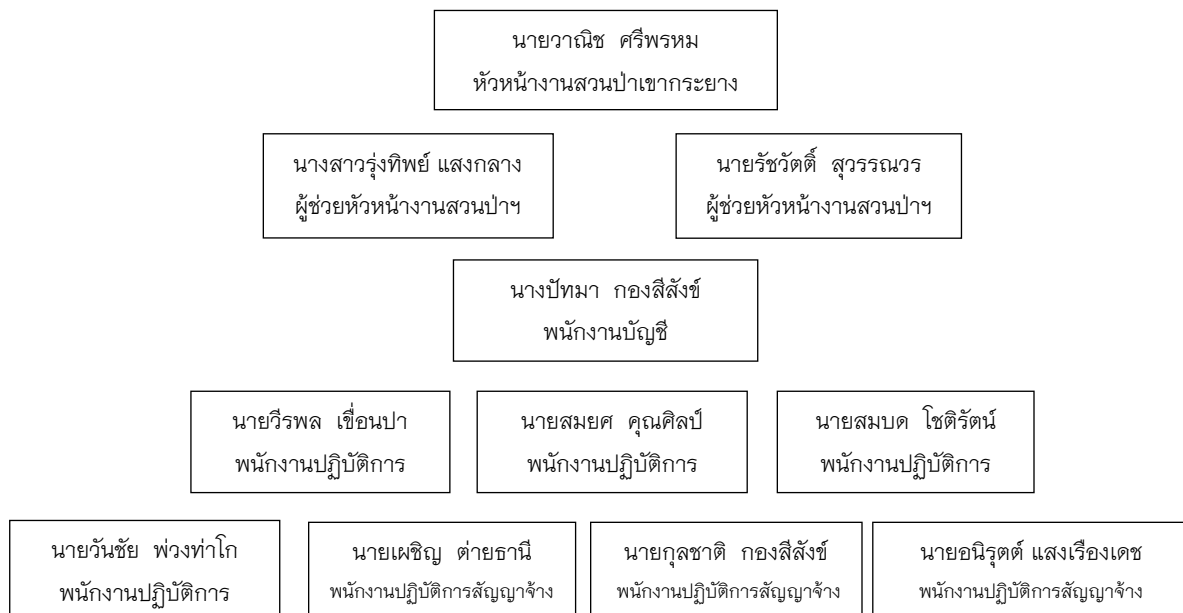 นายวาณิช ศรีพรหม
หัวหน้างานสวนป่าเขากระยาง
นางสาวรุ่งทิพย์ แสงกลาง
ผู้ช่วยหัวหน้างานสวนป่าฯ
นายรัชวัตติ์ สุวรรณวร
ผู้ช่วยหัวหน้างานสวนป่าฯ
นางปัทมา กองสีสังข์
พนักงานบัญชี
นายวีรพล เขื่อนปา
พนักงานปฏิบัติการ
นายสมยศ คุณศิลป์
พนักงานปฏิบัติการ
นายสมบด โชติรัตน์
พนักงานปฏิบัติการ
นายวันชัย พ่วงท่าโก
พนักงานปฏิบัติการ
นายเผชิญ ต่ายธานี
พนักงานปฏิบัติการสัญญาจ้าง
นายกุลชาติ กองสีสังข์
พนักงานปฏิบัติการสัญญาจ้าง
นายอนิรุตต์ แสงเรืองเดช
พนักงานปฏิบัติการสัญญาจ้าง